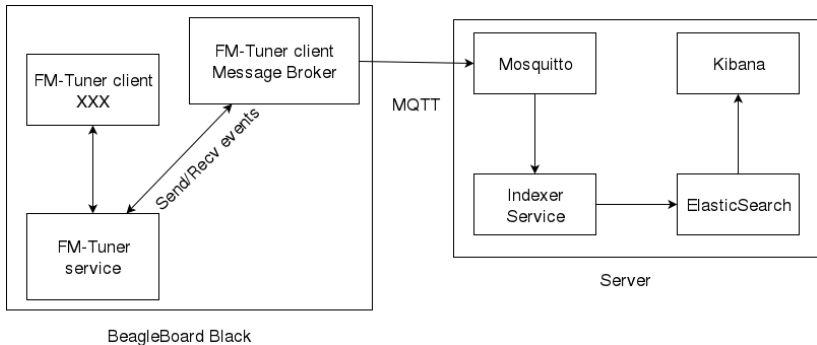 FM-Tuner client
Message Broker
FM-Tuner client
XXX
Send/Recv events
FM-Tuner
service
BeagleBoard Black
MQTT
Mosquitto
Kibana
Indexer
Service
ElasticSearch
Server